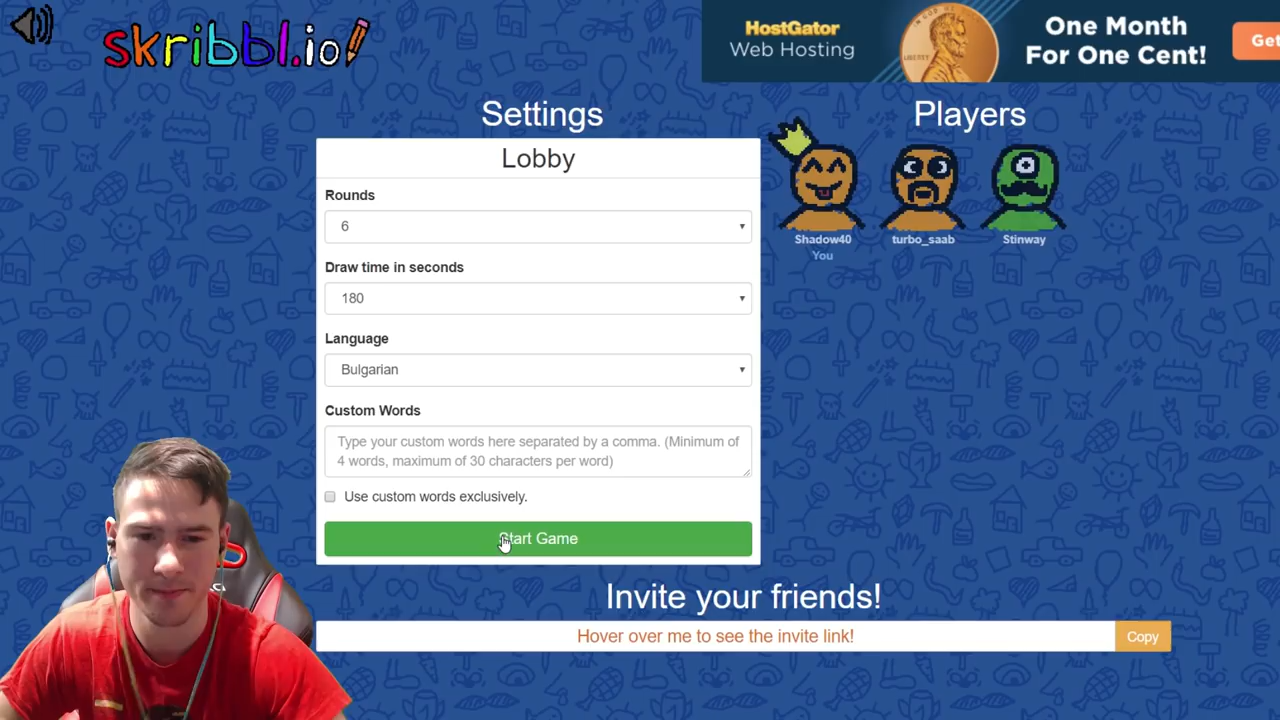 skribbl.io
HostGator
Web Hosting
One Month
For One Cent!
Get
Settings
Players
Lobby
Rounds
6
Draw time in seconds
180
Language
Bulgarian
Custom Words
Type your custom words here separated by a comma. (Minimum of
4 words, maximum of 30 characters per word)
Use custom words exclusively.
Start Game
Shadow40
You
turbo_saab
Stinway
Invite your friends!
Hover over me to see the invite link!
Copy